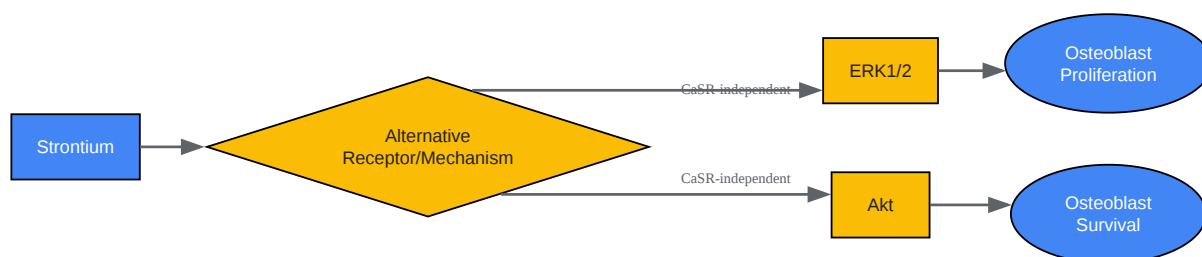 Strontium
Alternative
Receptor/Mechanism
CaSR-independent
ERK1/2
Osteoblast
Proliferation
CaSR-independent
Akt
Osteoblast
Survival